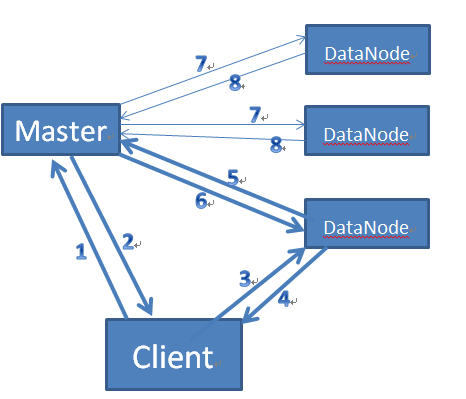 DataNode
7
8
Master
7
DataNode
8
5
6
DataNode
1
2
3
4
Client